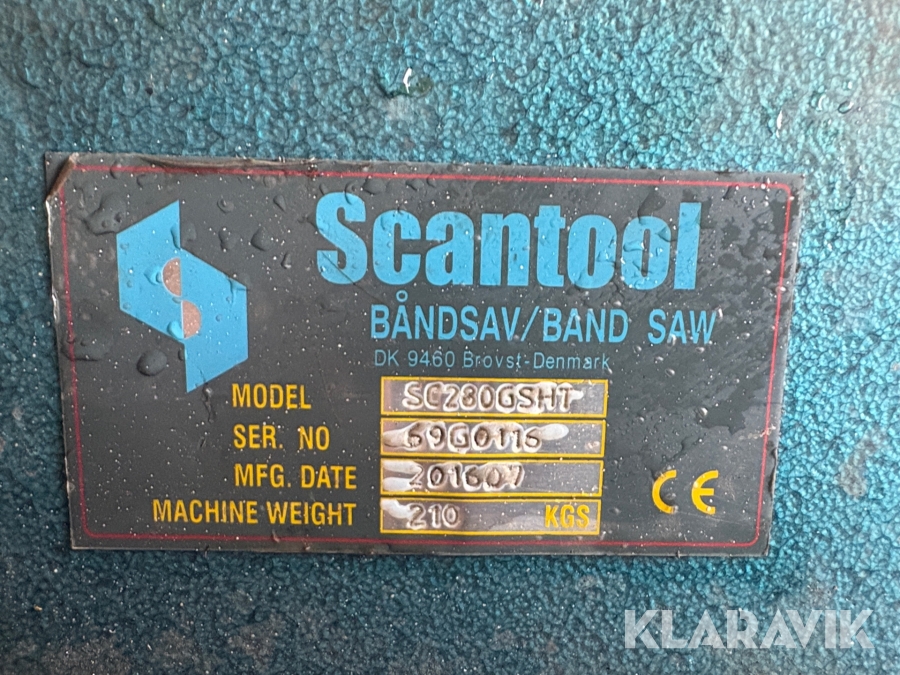 Scantool
BÅNDSAV/BAND SAW
DK 9460 Brovst-Denmark
MODEL SC280GSHT
SER. NO 69G0116
MFG. DATE 201607
MACHINE WEIGHT 210 KGS
CE
KLARAVIK